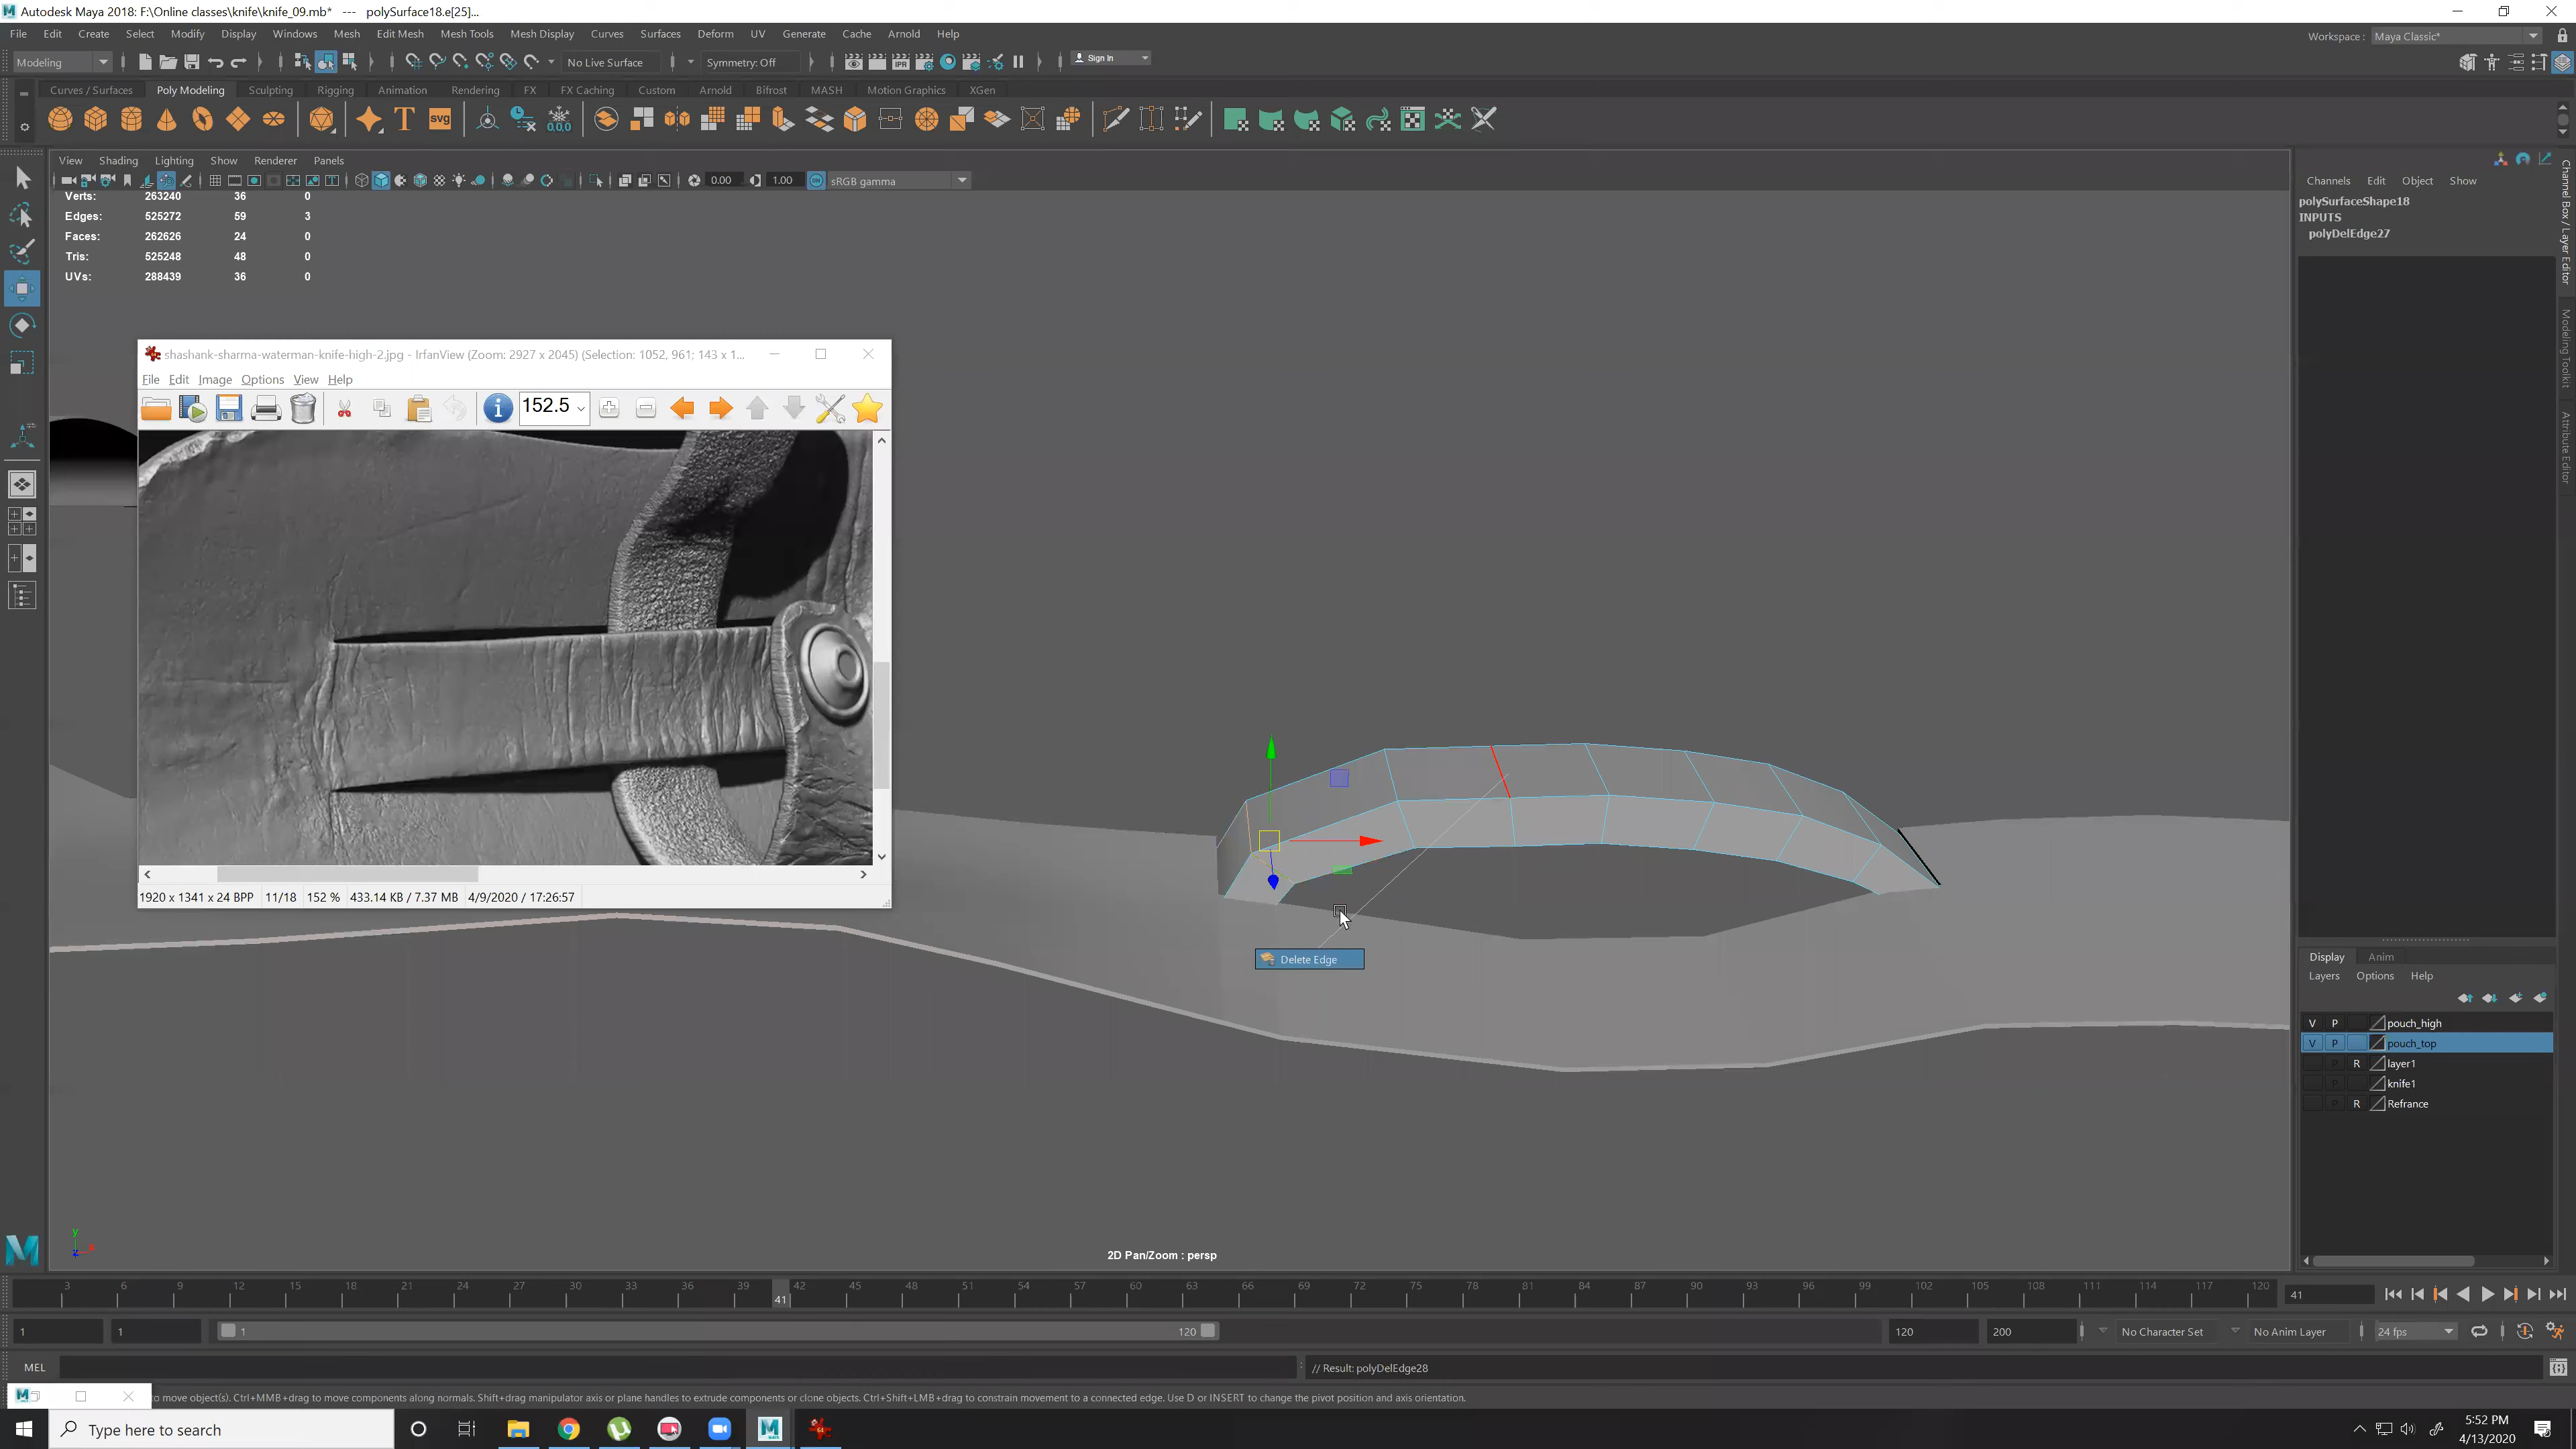 Autodesk Maya 2018: F:\Online classes\knife\knife_09.mb* --- polySurface18.e[25]...
File Edit Create Select Modify Display Windows Mesh Edit Mesh Mesh Tools Mesh Display Curves Surfaces Deform UV Generate Cache Arnold Help
Workspace : Maya Classic*
Modeling No Live Surface Symmetry: Off Sign In
Curves / Surfaces Poly Modeling Sculpting Rigging Animation Rendering FX FX Caching Custom Arnold Bifrost MASH Motion Graphics XGen
View Shading Lighting Show Renderer Panels
0.00 1.00 sRGB gamma
Verts: 263240 36 0
Edges: 525272 59 3
Faces: 262626 24 0
Tris: 525248 48 0
UVs: 288439 36 0
shashank-sharma-waterman-knife-high-2.jpg - IrfanView (Zoom: 2927 x 2045) (Selection: 1052, 961; 143 x 1...
File Edit Image Options View Help
152.5
1920 x 1341 x 24 BPP 11/18 152 % 433.14 KB / 7.37 MB 4/9/2020 / 17:26:57
Delete Edge
2D Pan/Zoom : persp
Channels Edit Object Show
polySurfaceShape18
INPUTS
polyDelEdge27
Channel Box / Layer Editor
Modeling Toolkit
Attribute Editor
Display Anim
Layers Options Help
V P pouch_high
V P pouch_top
P R layer1
P knife1
P R Refrance
3 6 9 12 15 18 21 24 27 30 33 36 39 42 45 48 51 54 57 60 63 66 69 72 75 78 81 84 87 90 93 96 99 102 105 108 111 114 117 120
41
41
1 1 1 120 120 200 No Character Set No Anim Layer 24 fps
MEL // Result: polyDelEdge28
to move object(s). Ctrl+MMB+drag to move components along normals. Shift+drag manipulator axis or plane handles to extrude components or clone objects. Ctrl+Shift+LMB+drag to constrain movement to a connected edge. Use D or INSERT to change the pivot position and axis orientation.
Type here to search
5:52 PM
4/13/2020